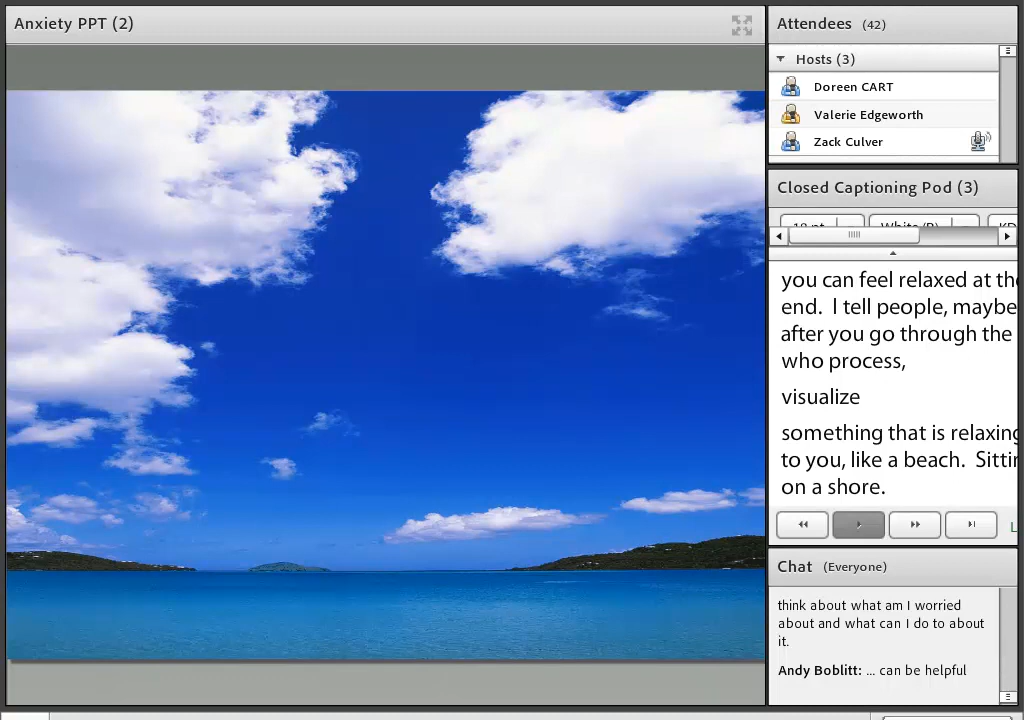 Anxiety PPT (2)
Attendees (42)
Hosts (3)
Doreen CART
Valerie Edgeworth
Zack Culver
Closed Captioning Pod (3)
you can feel relaxed at the
end.  I tell people, maybe
after you go through the
who process,
visualize
something that is relaxing
to you, like a beach.  Sittin
on a shore.
Chat (Everyone)
think about what am I worried
about and what can I do to about
it.
Andy Boblitt: ... can be helpful